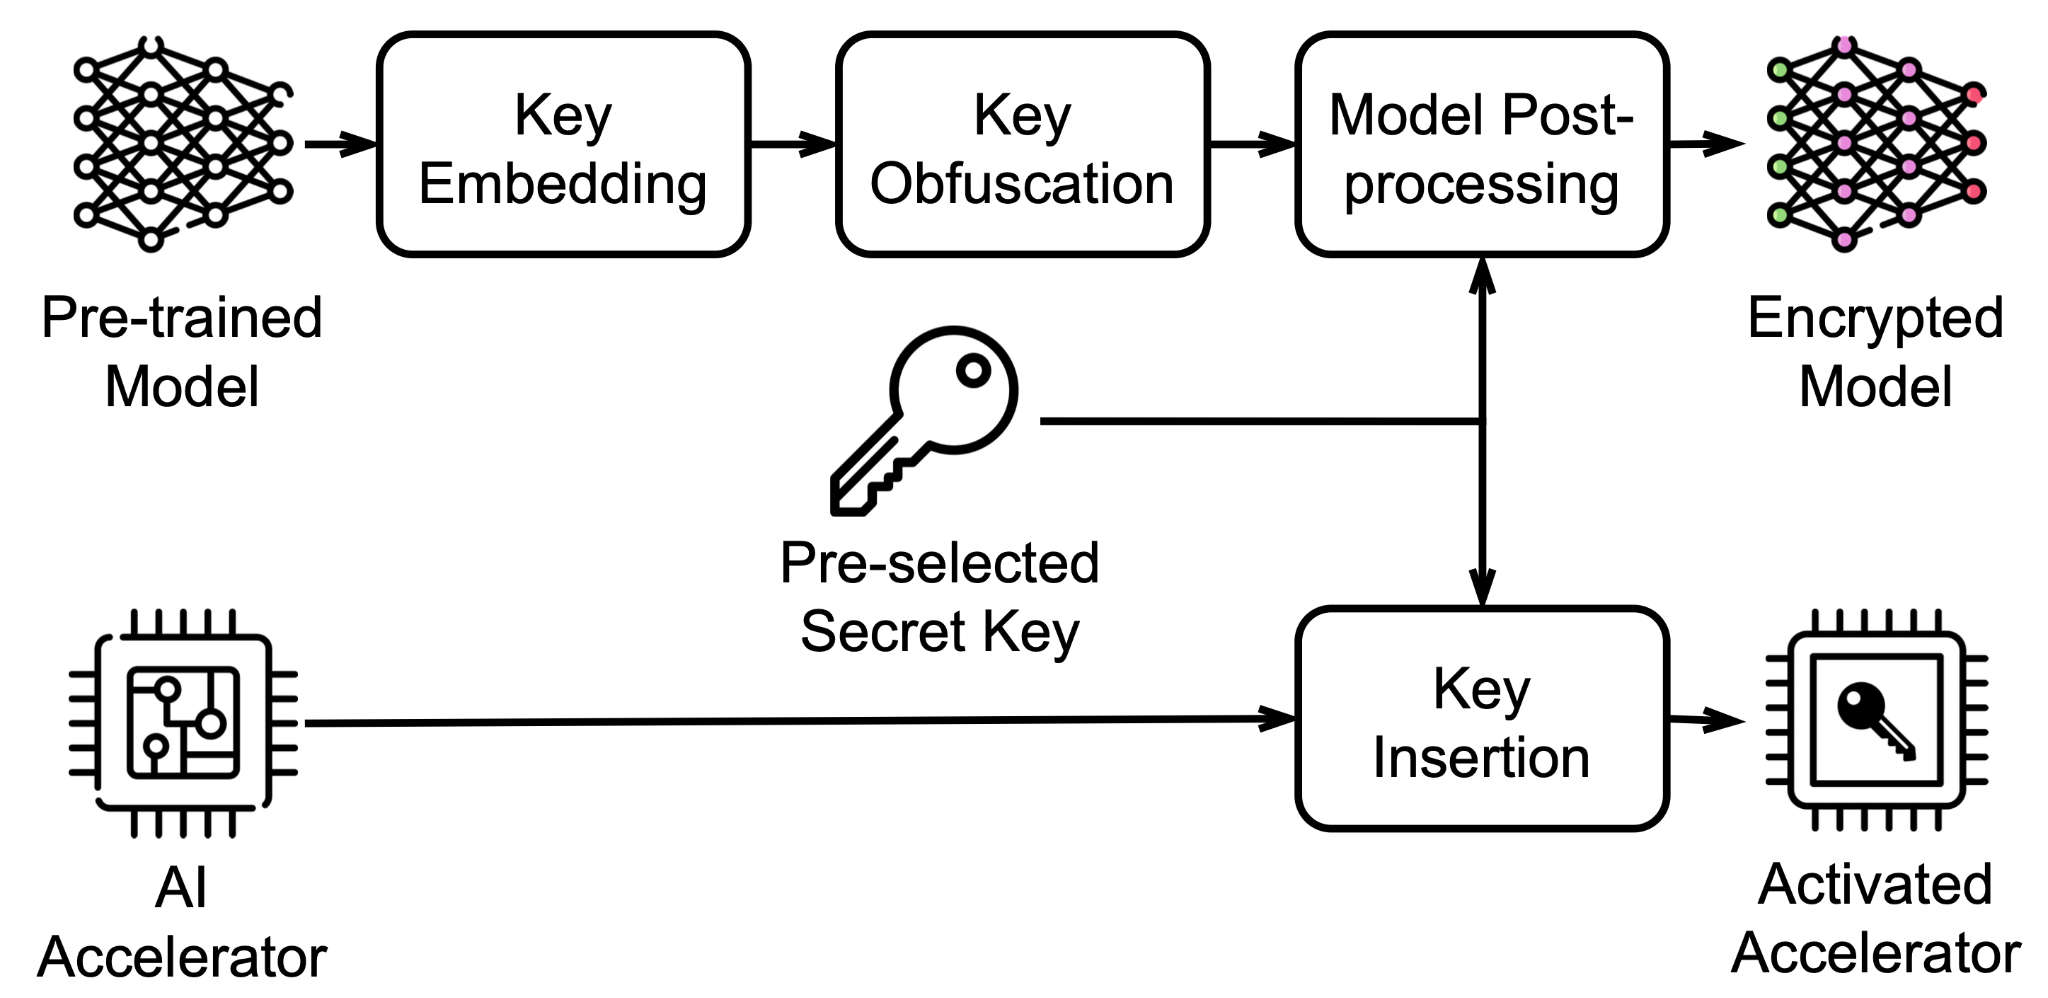 Key
Embedding
Key
Obfuscation
Model Post-
processing
Pre-trained
Model
Encrypted
Model
Pre-selected
Secret Key
Key
Insertion
AI
Accelerator
Activated
Accelerator